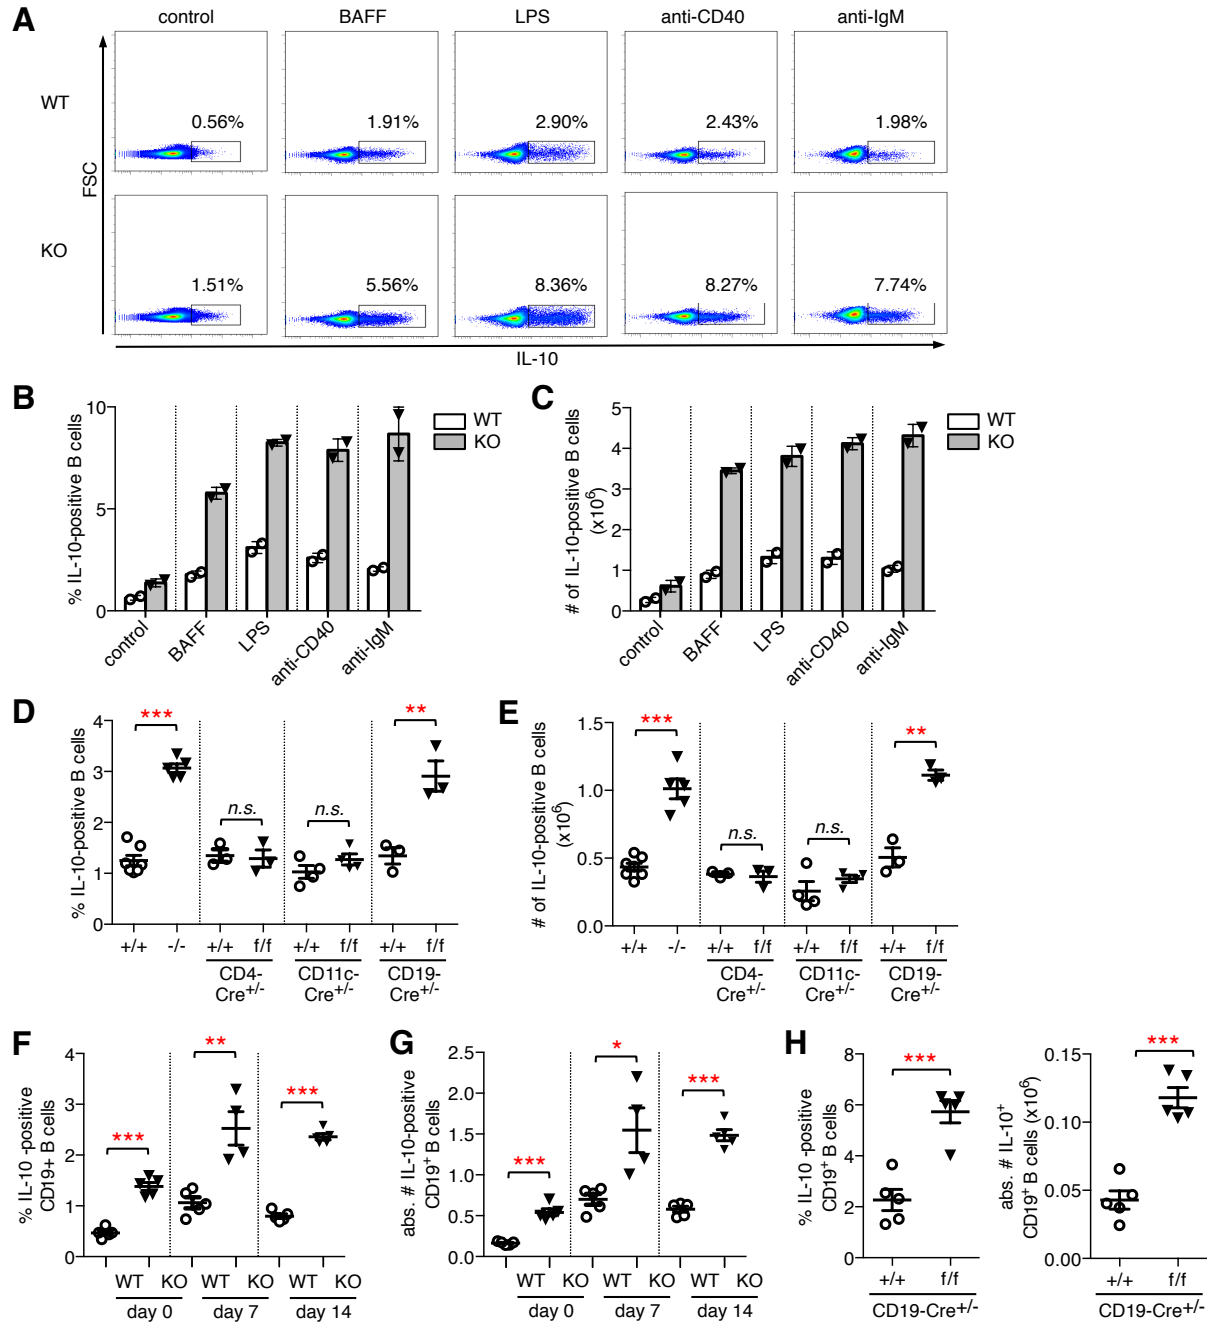 A
control BAFF LPS anti-CD40 anti-IgM
WT
0.56% 1.91% 2.90% 2.43% 1.98%
FSC
KO
1.51% 5.56% 8.36% 8.27% 7.74%
IL-10
B
% IL-10-positive B cells
10
5
0
control BAFF LPS anti-CD40 anti-IgM
WT
KO
C
# of IL-10-positive B cells
(x10⁶)
5
4
3
2
1
0
control BAFF LPS anti-CD40 anti-IgM
WT
KO
D
% IL-10-positive B cells
4
3
2
1
0
*** n.s. n.s. **
+/+ -/- +/+ f/f +/+ f/f +/+ f/f
CD4- CD11c- CD19-
Cre⁺/⁻ Cre⁺/⁻ Cre⁺/⁻
E
# of IL-10-positive B cells
(x10⁶)
1.5
1.0
0.5
0.0
*** n.s. n.s. **
+/+ -/- +/+ f/f +/+ f/f +/+ f/f
CD4- CD11c- CD19-
Cre⁺/⁻ Cre⁺/⁻ Cre⁺/⁻
F
% IL-10 -positive
CD19+ B cells
4
3
2
1
0
*** ** ***
WT KO WT KO WT KO
day 0 day 7 day 14
G
abs. # IL-10-positive
CD19⁺ B cells
2.5
2.0
1.5
1.0
0.5
0.0
*** * ***
WT KO WT KO WT KO
day 0 day 7 day 14
H
% IL-10 -positive
CD19⁺ B cells
8
6
4
2
0
***
+/+ f/f
CD19-Cre⁺/⁻
abs. # IL-10⁺
CD19⁺ B cells (x10⁶)
0.15
0.10
0.05
0.00
***
+/+ f/f
CD19-Cre⁺/⁻